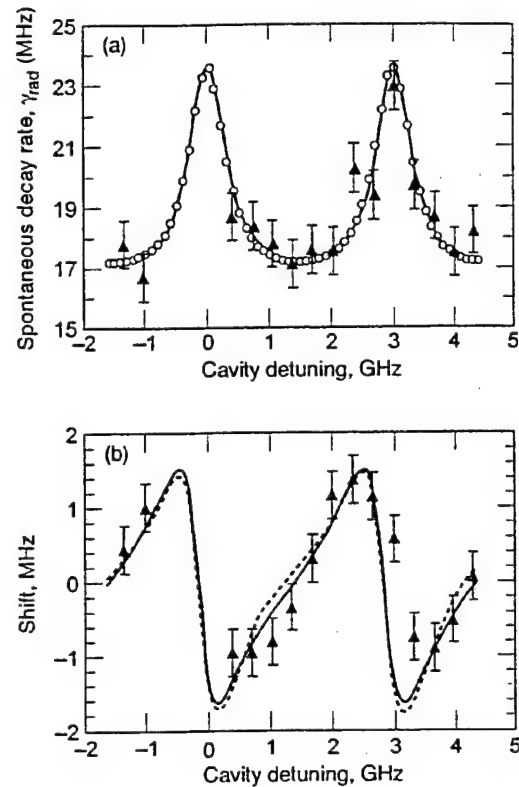 (a)
Spontaneous decay rate, γrad (MHz)
25
23
21
19
17
15
−2 −1 0 1 2 3 4 5
Cavity detuning, GHz
(b)
Shift, MHz
2
1
0
−1
−2
−2 −1 0 1 2 3 4 5
Cavity detuning, GHz